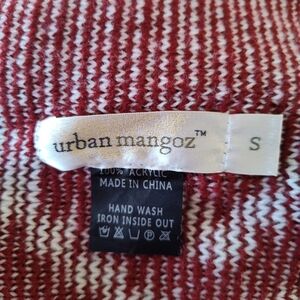 urban mangoz™
S
100% ACRYLIC
MADE IN CHINA
HAND WASH
IRON INSIDE OUT